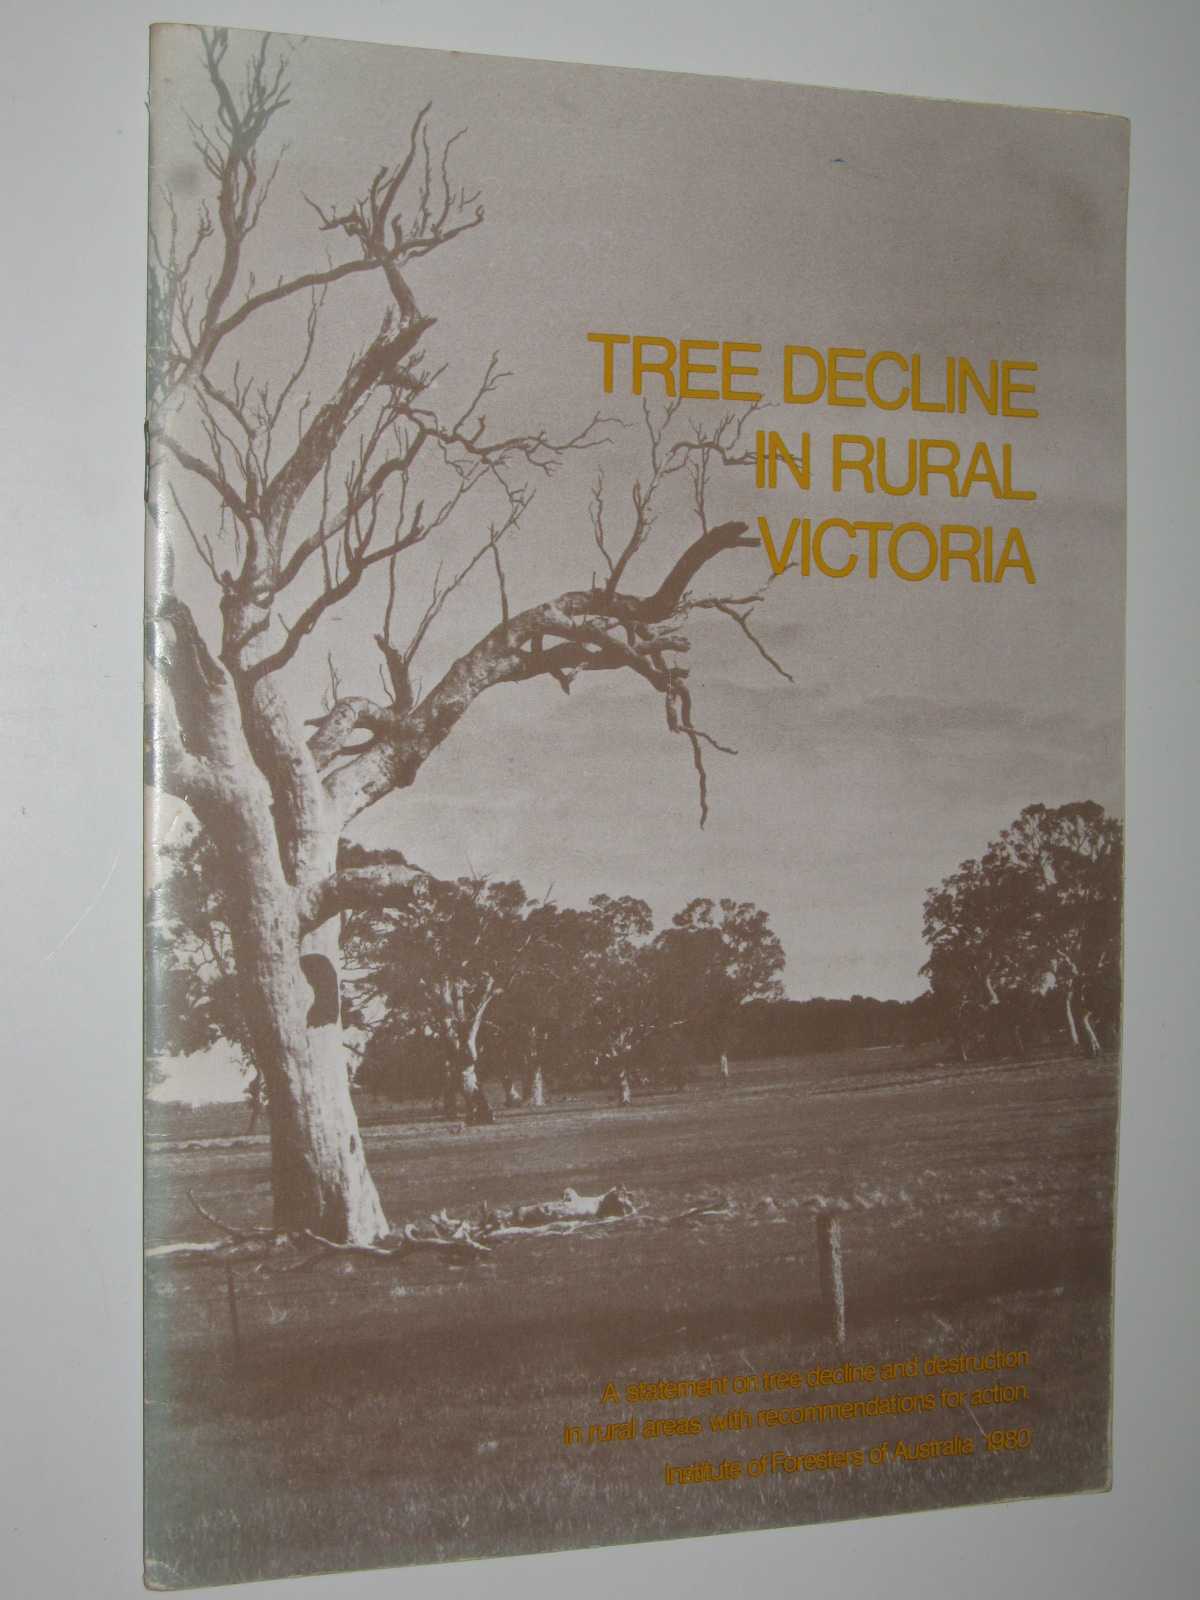 TREE DECLINE
IN RURAL
VICTORIA
A statement on tree decline and destruction
in rural areas with recommendations for action.
Institute of Foresters of Australia 1980